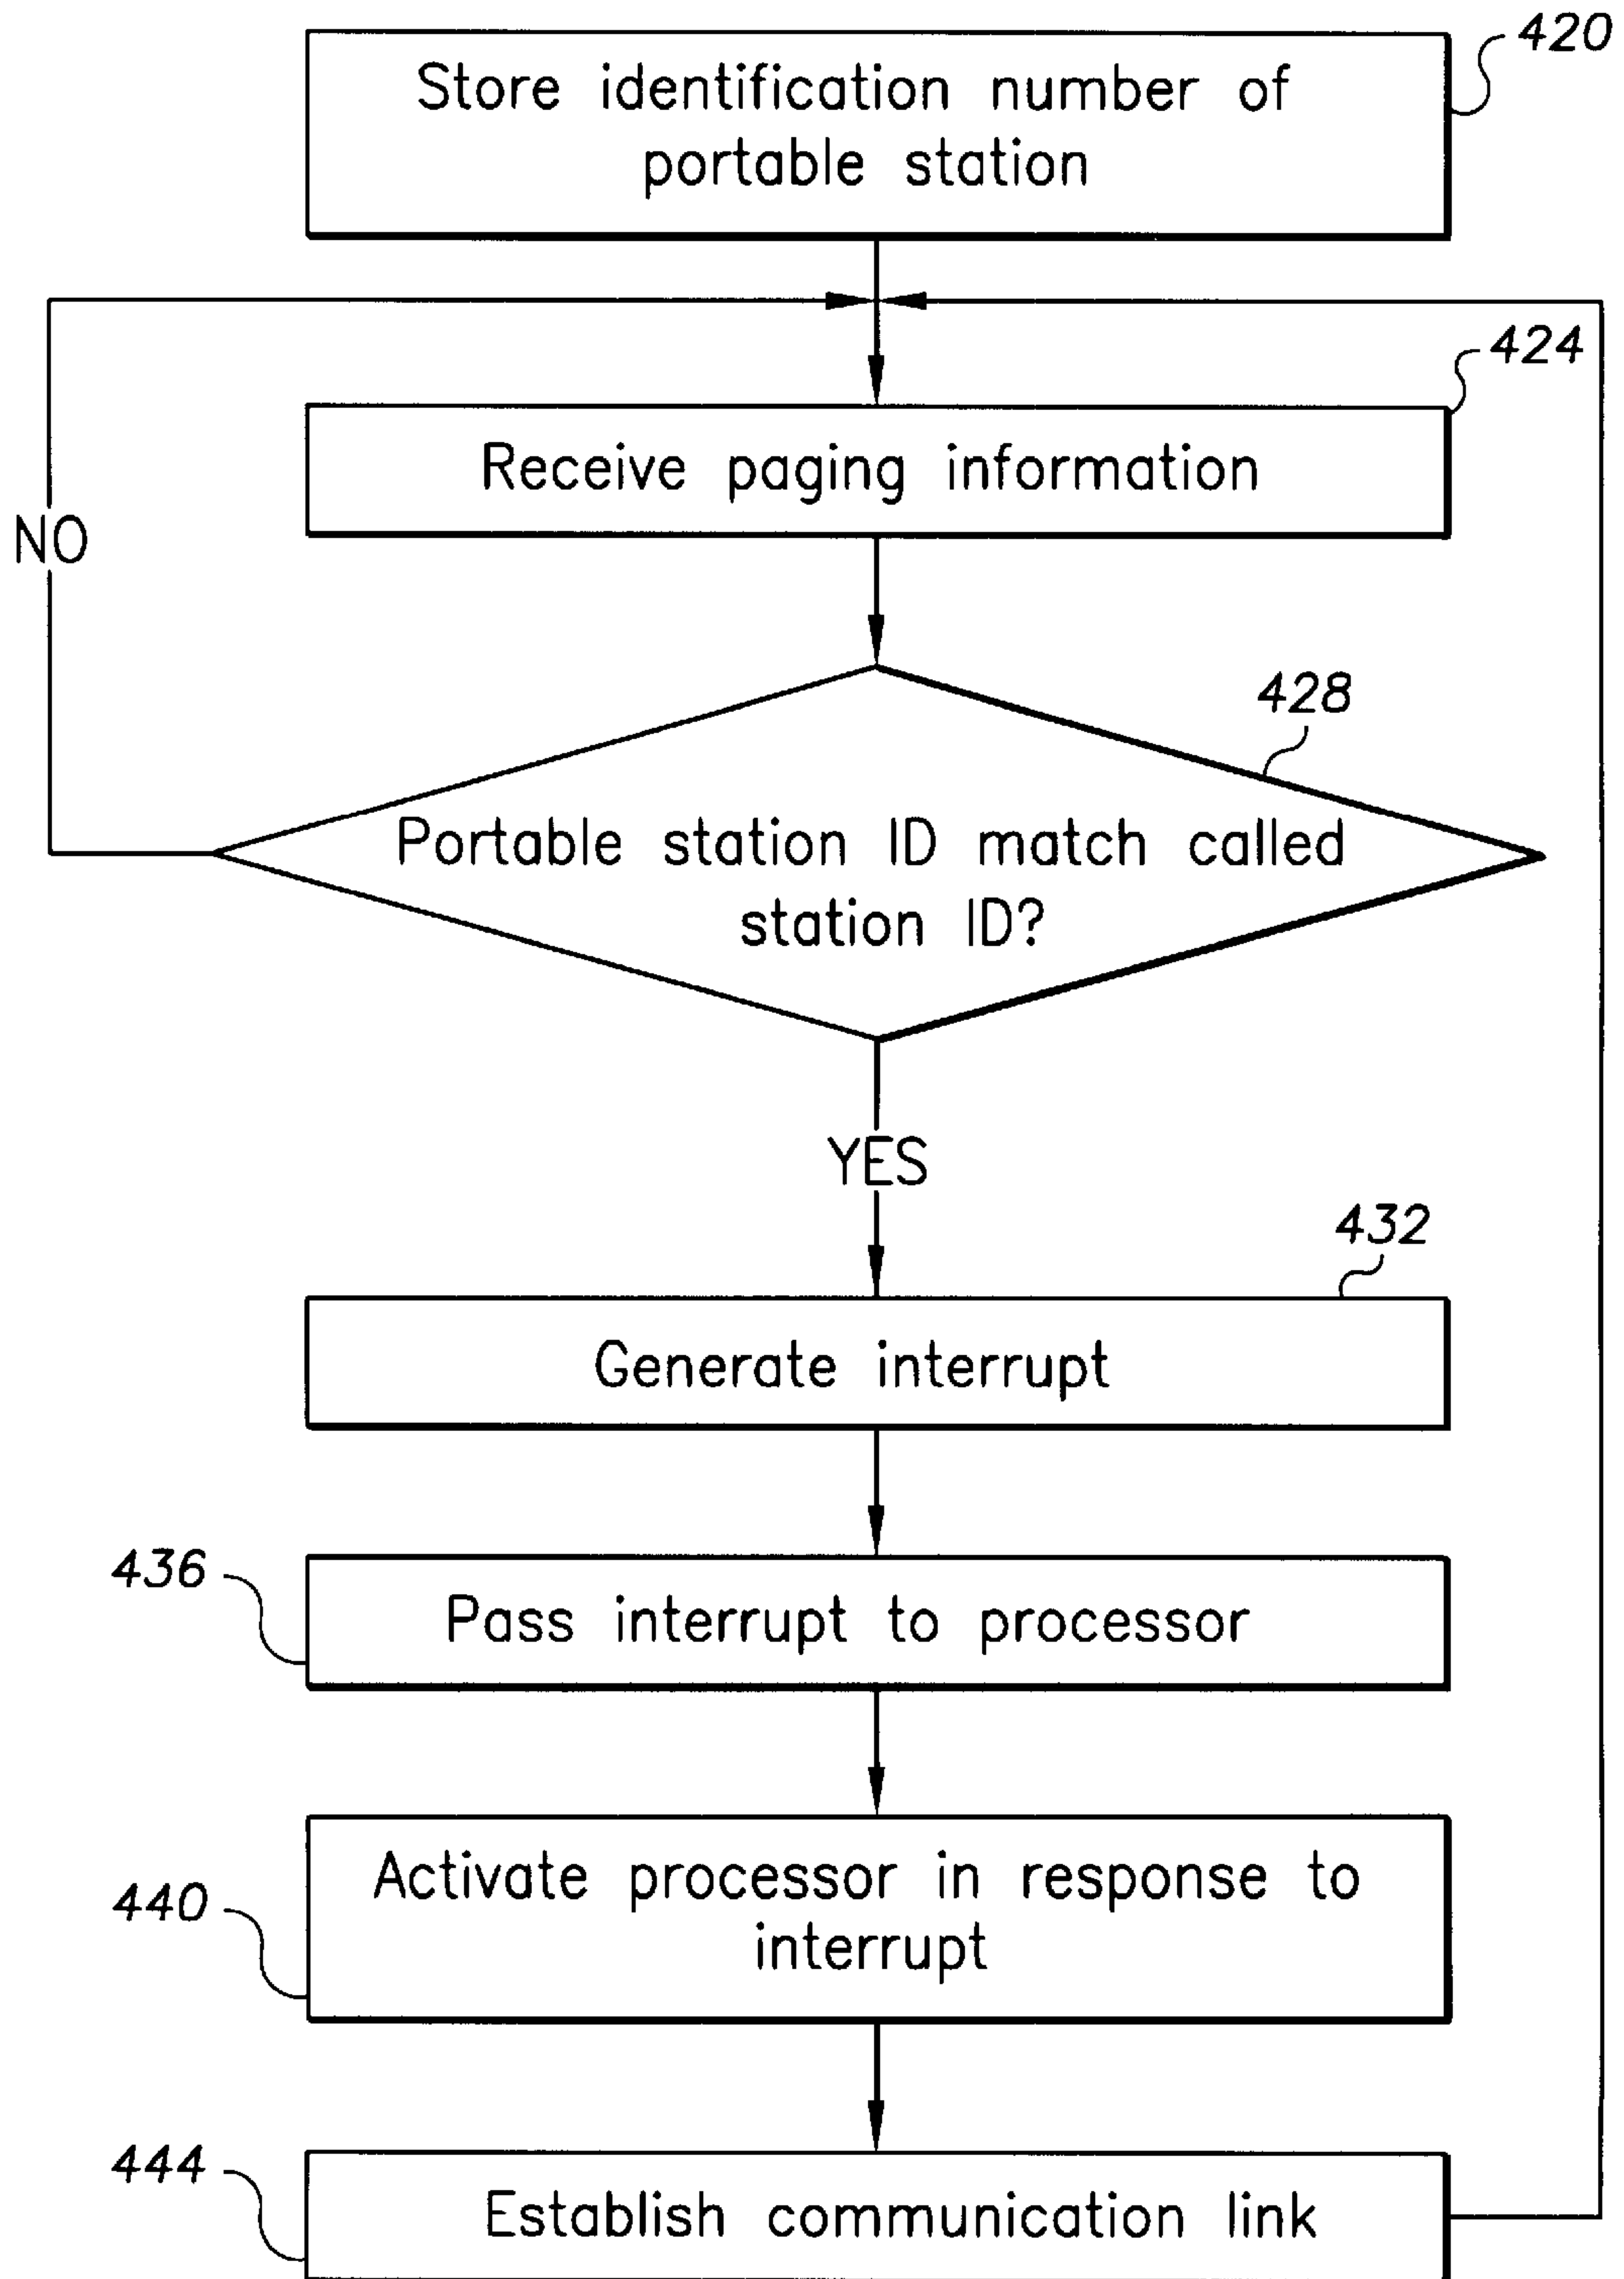 420
Store identification number of
portable station
424
Receive paging information
NO
428
Portable station ID match called
station ID?
YES
432
Generate interrupt
436
Pass interrupt to processor
440
Activate processor in response to
interrupt
444
Establish communication link